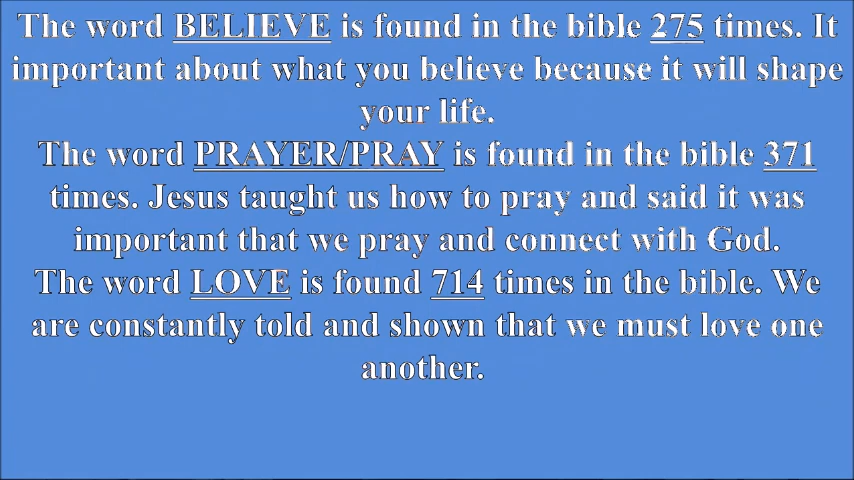 The word BELIEVE is found in the bible 275 times. It
important about what you believe because it will shape
your life.
The word PRAYER/PRAY is found in the bible 371
times. Jesus taught us how to pray and said it was
important that we pray and connect with God.
The word LOVE is found 714 times in the bible. We
are constantly told and shown that we must love one
another.